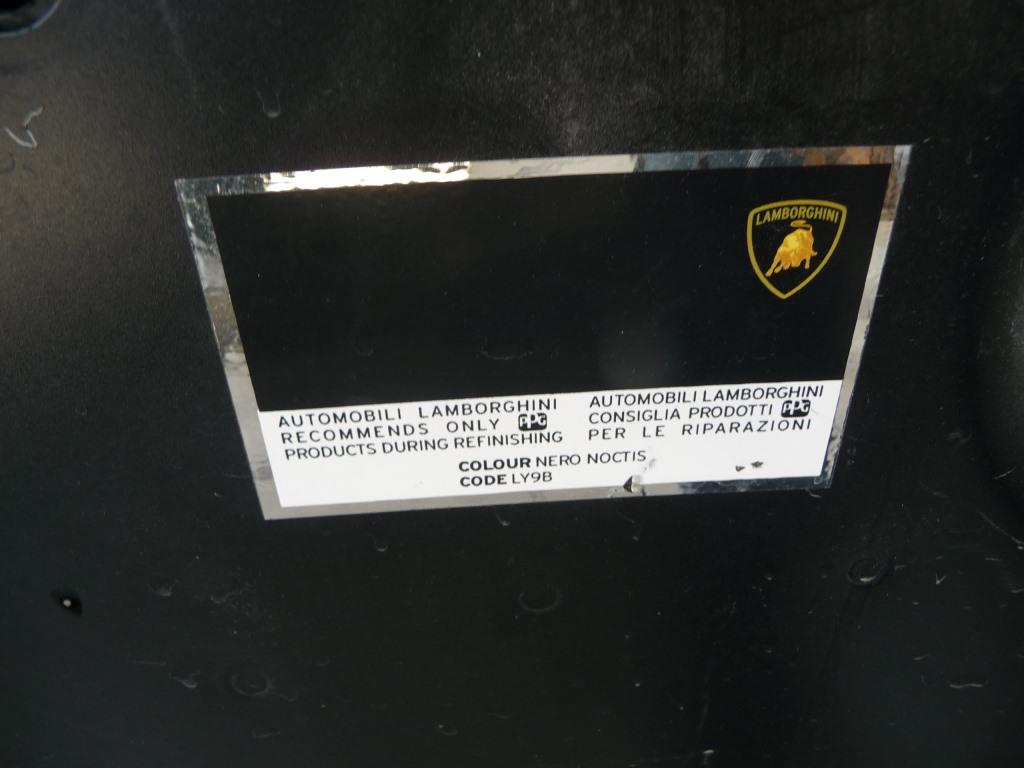 LAMBORGHINI
AUTOMOBILI LAMBORGHINI
RECOMMENDS ONLY PPG
PRODUCTS DURING REFINISHING
AUTOMOBILI LAMBORGHINI
CONSIGLIA PRODOTTI PPG
PER LE RIPARAZIONI
COLOUR NERO NOCTIS
CODE LY9B